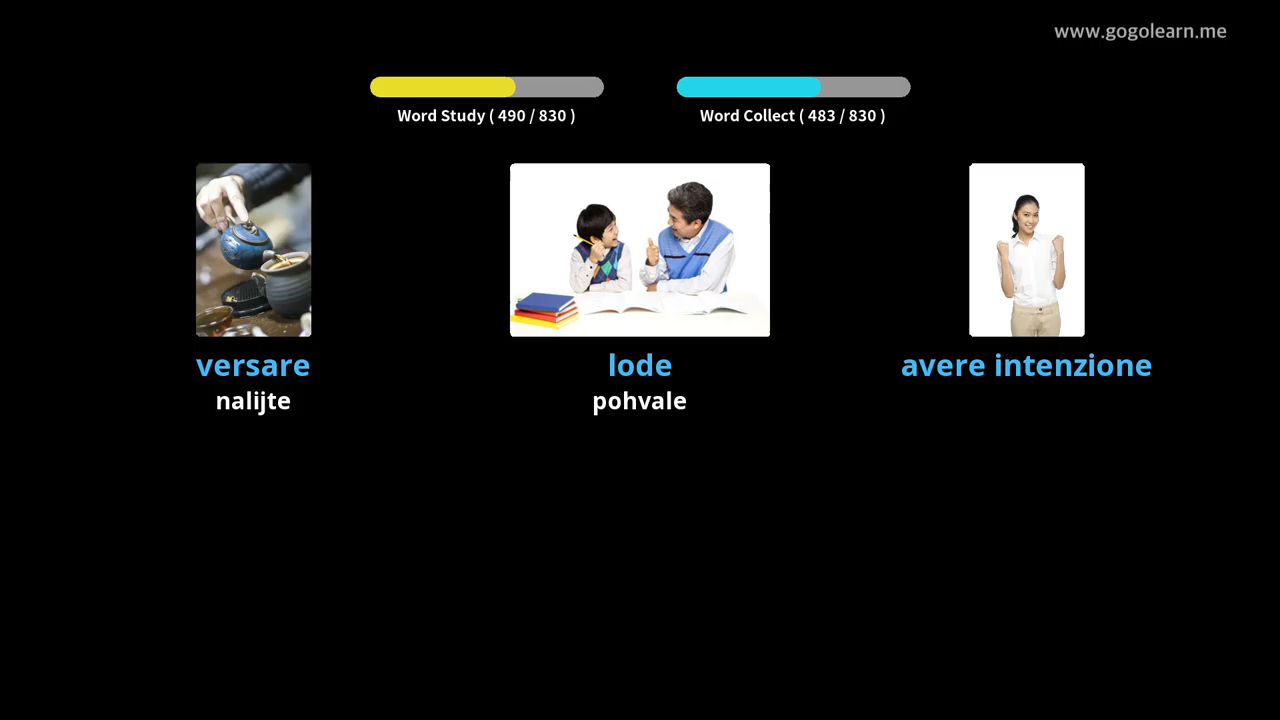 www.gogolearn.me
Word Study ( 490 / 830 )
Word Collect ( 483 / 830 )
versare
lode
avere intenzione
nalijte
pohvale